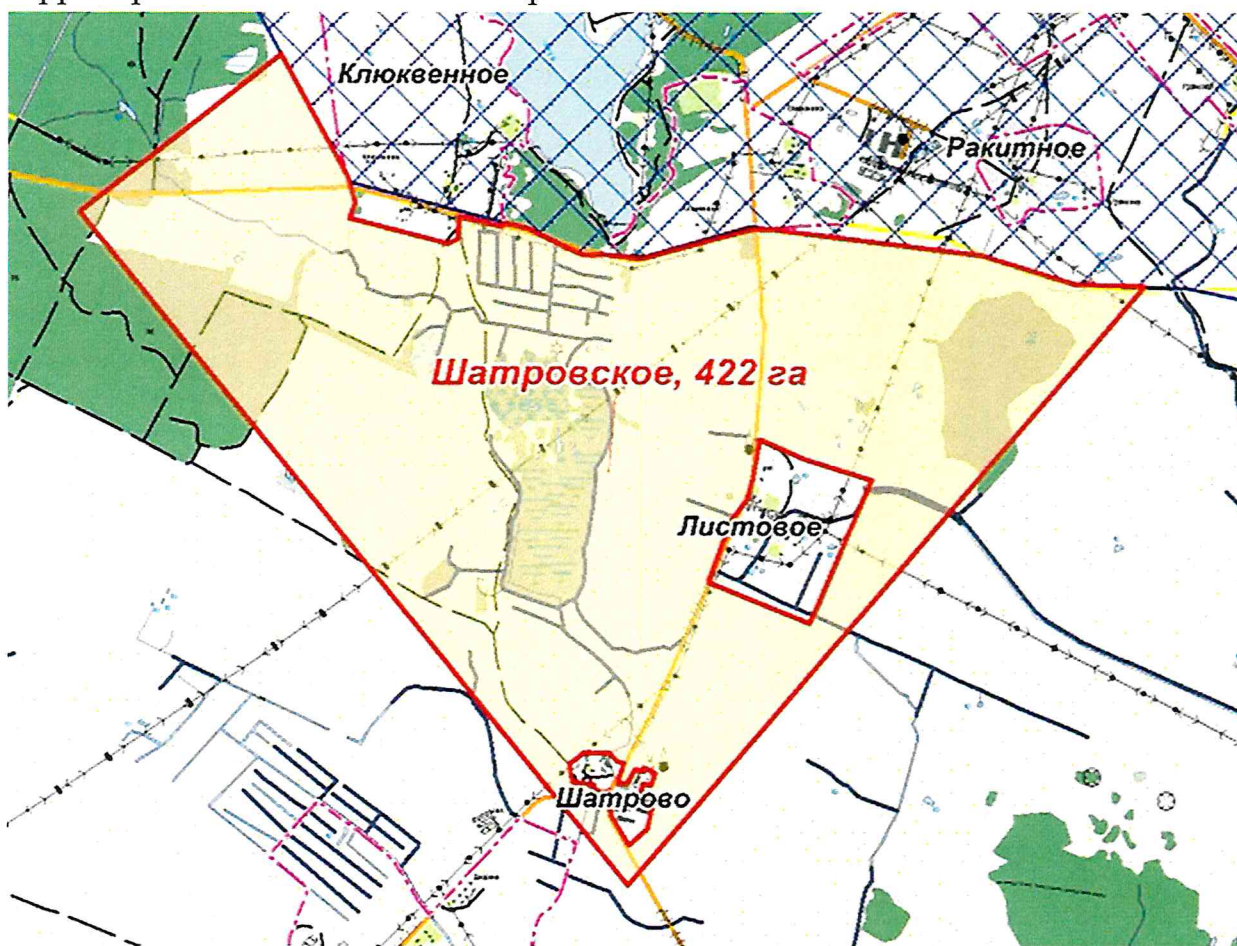 Клюквенное
Ракитное
Н
Шатровское, 422 га
Листовое
Шатрово